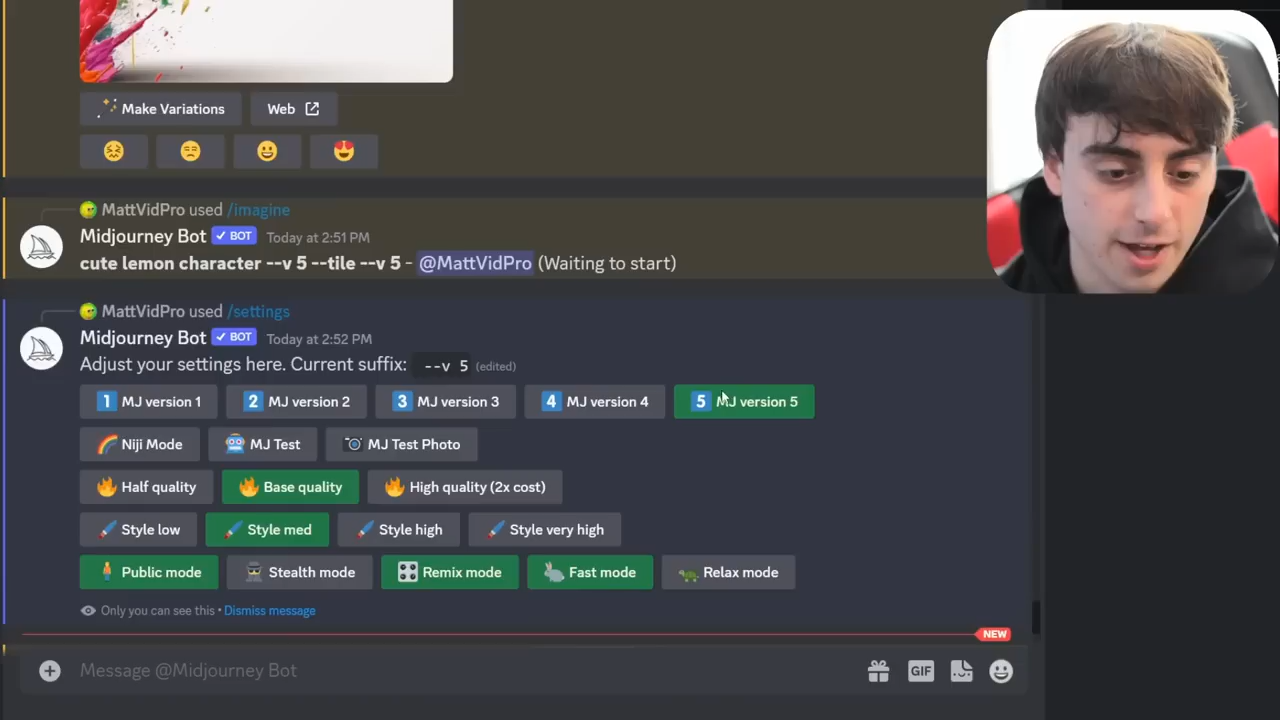 Make Variations Web
MattVidPro used /imagine
Midjourney Bot ✓ BOT Today at 2:51 PM
cute lemon character --v 5 --tile --v 5 - @MattVidPro (Waiting to start)
MattVidPro used /settings
Midjourney Bot ✓ BOT Today at 2:52 PM
Adjust your settings here. Current suffix: --v 5 (edited)
1 MJ version 1 2 MJ version 2 3 MJ version 3 4 MJ version 4 5 MJ version 5
Niji Mode MJ Test MJ Test Photo
Half quality Base quality High quality (2x cost)
Style low Style med Style high Style very high
Public mode Stealth mode Remix mode Fast mode Relax mode
Only you can see this • Dismiss message
NEW
Message @Midjourney Bot GIF